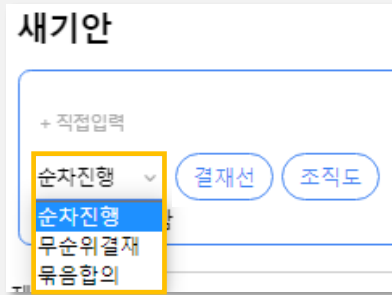 새기안
+ 직접입력
순차진행 결재선 조직도
순차진행
무순위결재
묶음합의